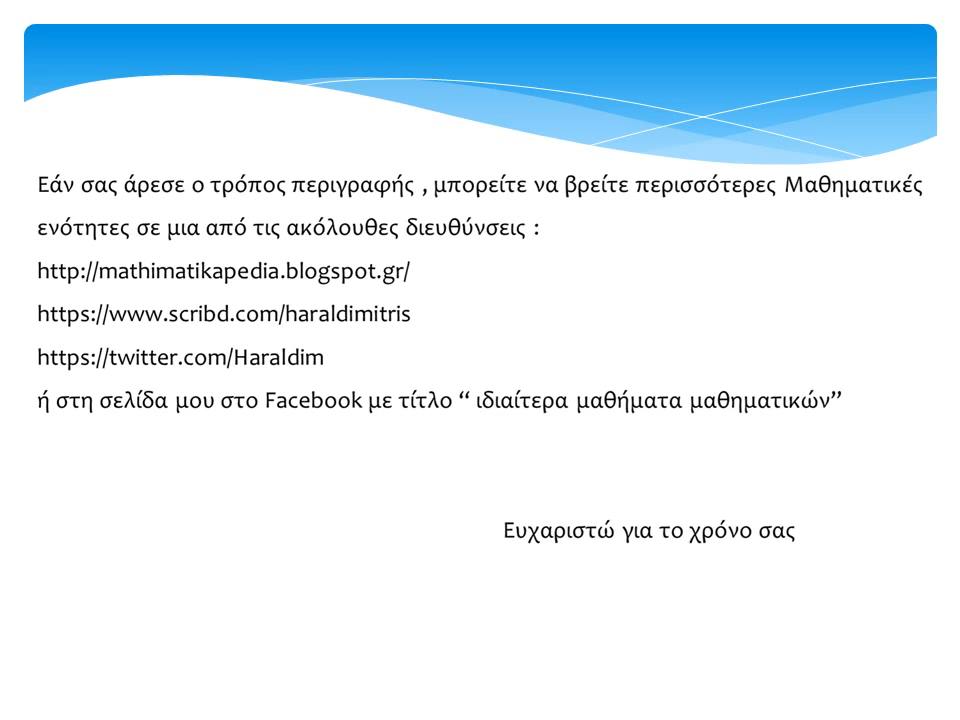 Εάν σας άρεσε ο τρόπος περιγραφής , μπορείτε να βρείτε περισσότερες Μαθηματικές
ενότητες σε μια από τις ακόλουθες διευθύνσεις :
http://mathimatikapedia.blogspot.gr/
https://www.scribd.com/haraldimitris
https://twitter.com/Haraldim
ή στη σελίδα μου στο Facebook με τίτλο “ ιδιαίτερα μαθήματα μαθηματικών”
Ευχαριστώ για το χρόνο σας